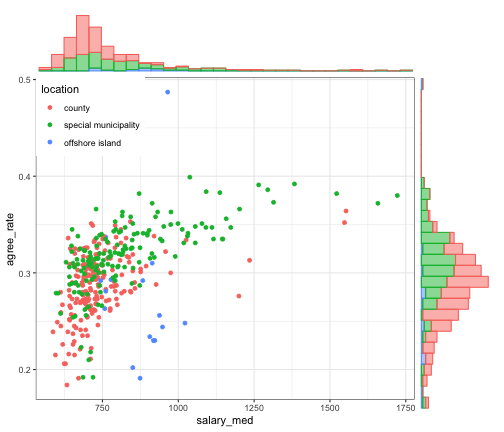 location
county
special municipality
offshore island
0.5
0.4
0.3
0.2
agree_rate
750
1000
1250
1500
1750
salary_med